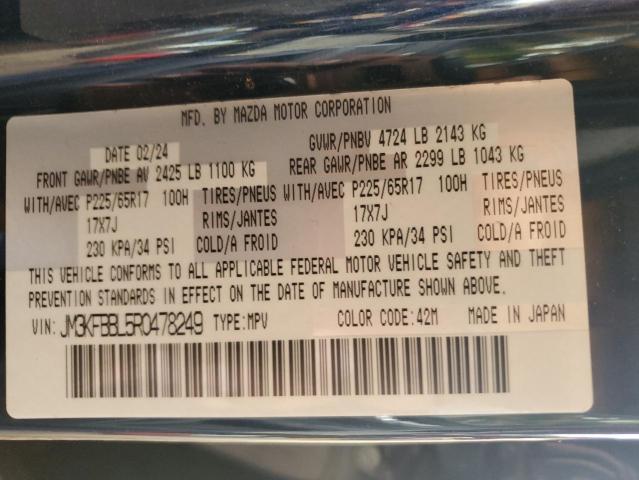 MFD. BY MAZDA MOTOR CORPORATION
DATE 02/24 GVWR/PNBV 4724 LB 2143 KG
FRONT GAWR/PNBE AV 2425 LB 1100 KG REAR GAWR/PNBE AR 2299 LB 1043 KG
WITH/AVEC P225/65R17 100H TIRES/PNEUS WITH/AVEC P225/65R17 100H TIRES/PNEUS
17X7J RIMS/JANTES 17X7J RIMS/JANTES
230 KPA/34 PSI COLD/A FROID 230 KPA/34 PSI COLD/A FROID
THIS VEHICLE CONFORMS TO ALL APPLICABLE FEDERAL MOTOR VEHICLE SAFETY AND THEFT
PREVENTION STANDARDS IN EFFECT ON THE DATE OF MANUFACTURE SHOWN ABOVE.
VIN: JM3KFBBL5R0478249 TYPE:MPV COLOR CODE:42M MADE IN JAPAN